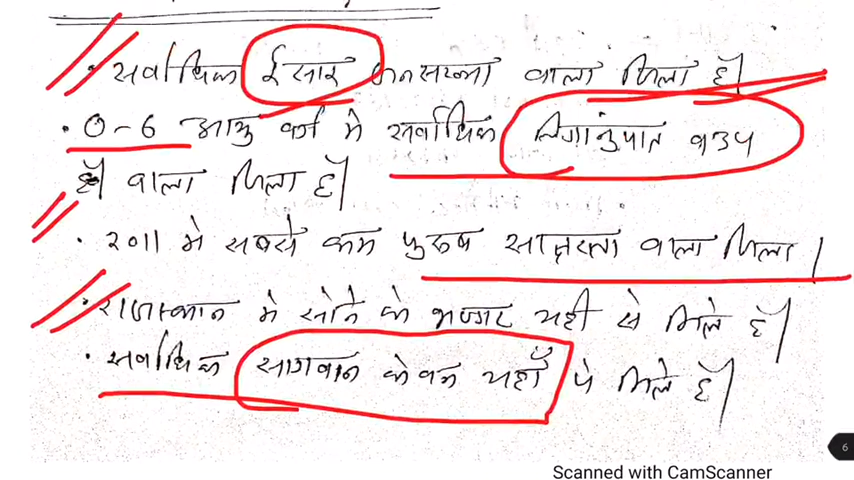 · सर्वाधिक ईसाई जनसंख्या वाला जिला है।
· 0-6 आयु वर्ग मे सर्वाधिक लिंगानुपात 934
है। वाला जिला है।
· 2011 मे सबसे कम पुरुष साक्षरता वाला जिला।
· राजस्थान मे सोने के भण्डार यही से मिले है।
· सर्वाधिक सागवान के वन यहाँ पे मिले है।
6
Scanned with CamScanner